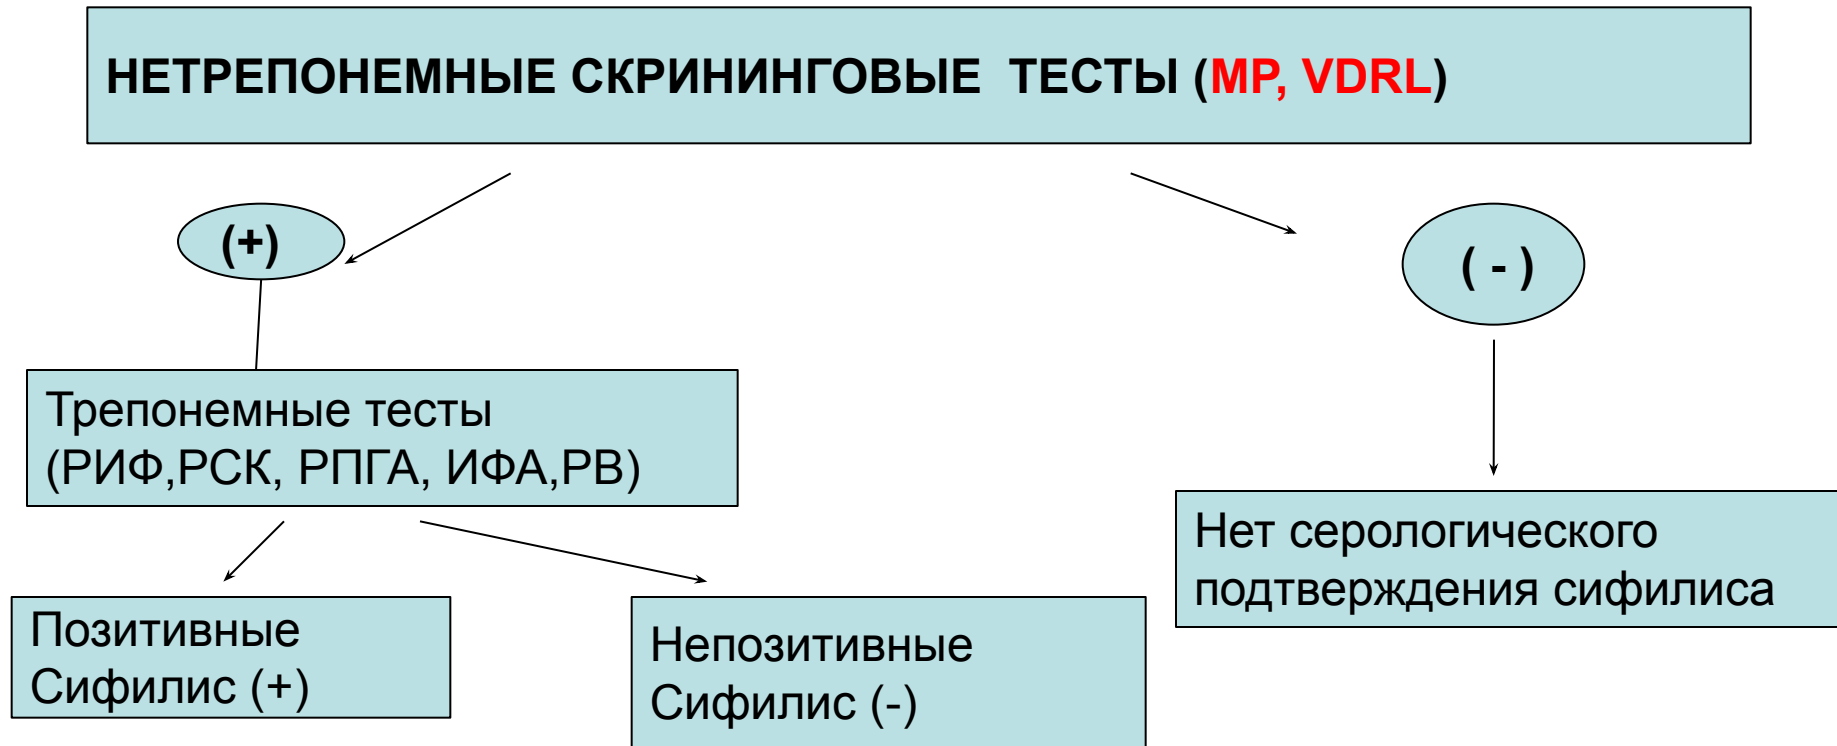 НЕТРЕПОНЕМНЫЕ СКРИНИНГОВЫЕ ТЕСТЫ (МР, VDRL)
(+)
( - )
Трепонемные тесты
(РИФ,РСК, РПГА, ИФА,РВ)
Нет серологического
подтверждения сифилиса
Позитивные
Сифилис (+)
Непозитивные
Сифилис (-)